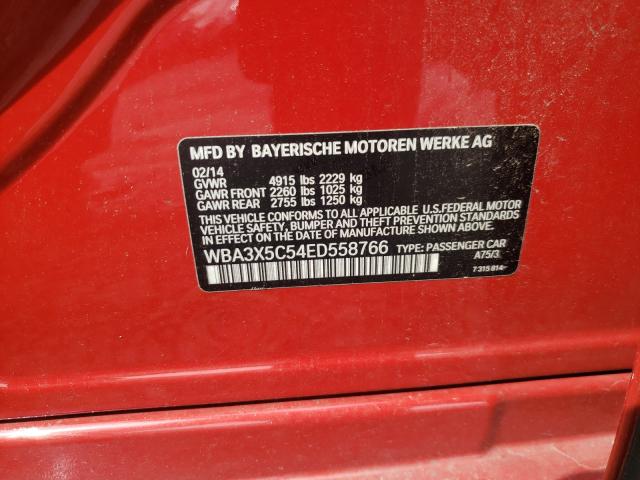 MFD BY BAYERISCHE MOTOREN WERKE AG
02/14
GVWR 4915 lbs 2229 kg
GAWR FRONT 2260 lbs 1025 kg
GAWR REAR 2755 lbs 1250 kg
THIS VEHICLE CONFORMS TO ALL APPLICABLE U.S.FEDERAL MOTOR
VEHICLE SAFETY, BUMPER AND THEFT PREVENTION STANDARDS
IN EFFECT ON THE DATE OF MANUFACTURE SHOWN ABOVE.
WBA3X5C54ED558766 TYPE: PASSENGER CAR
A75/3
7 315 814